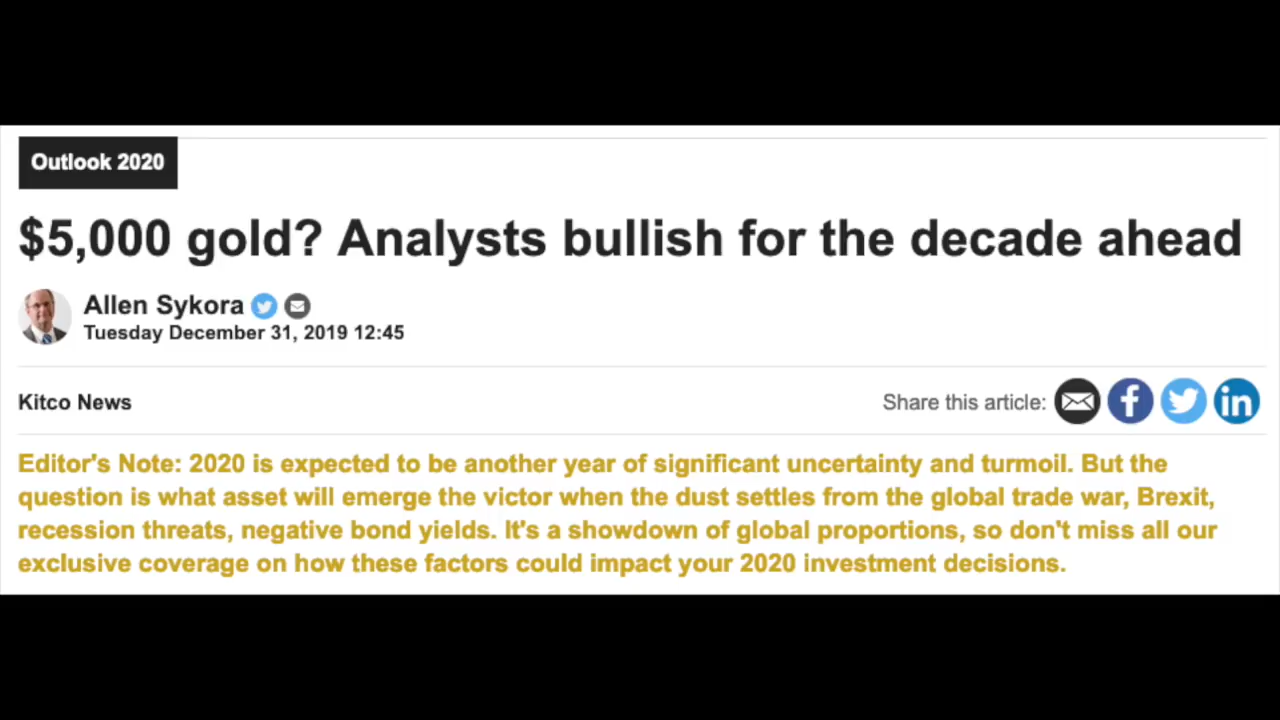 Outlook 2020
$5,000 gold? Analysts bullish for the decade ahead
Allen Sykora
Tuesday December 31, 2019 12:45
Kitco News
Share this article:
Editor's Note: 2020 is expected to be another year of significant uncertainty and turmoil. But the
question is what asset will emerge the victor when the dust settles from the global trade war, Brexit,
recession threats, negative bond yields. It's a showdown of global proportions, so don't miss all our
exclusive coverage on how these factors could impact your 2020 investment decisions.